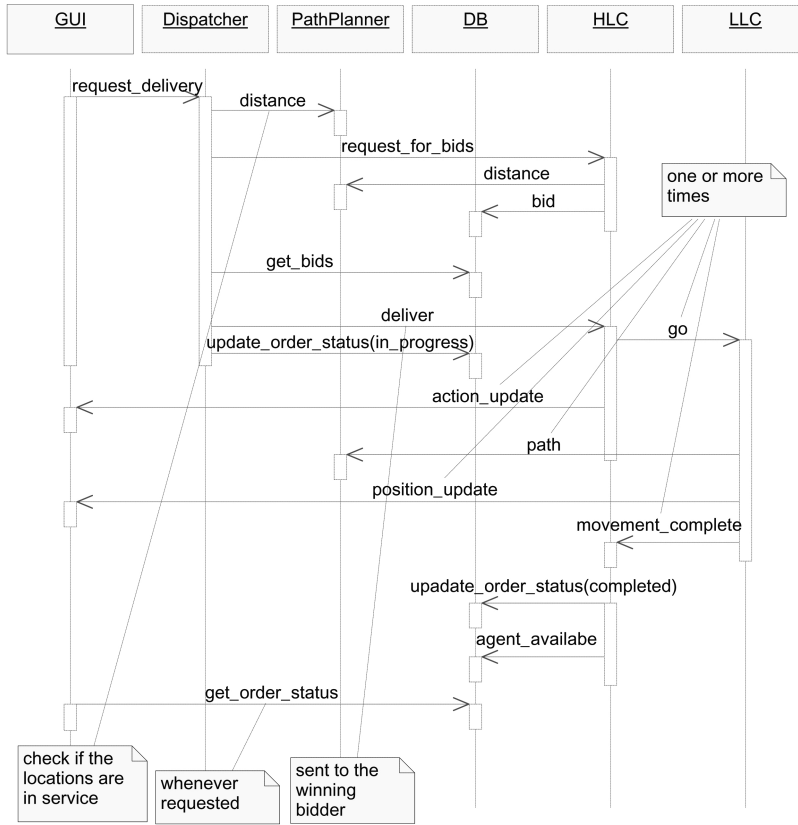 GUI
Dispatcher
PathPlanner
DB
HLC
LLC
request_delivery
distance
request_for_bids
distance
one or more
times
bid
get_bids
deliver
go
update_order_status(in_progress)
action_update
path
position_update
movement_complete
upadate_order_status(completed)
agent_availabe
get_order_status
check if the
locations are
in service
whenever
requested
sent to the
winning
bidder